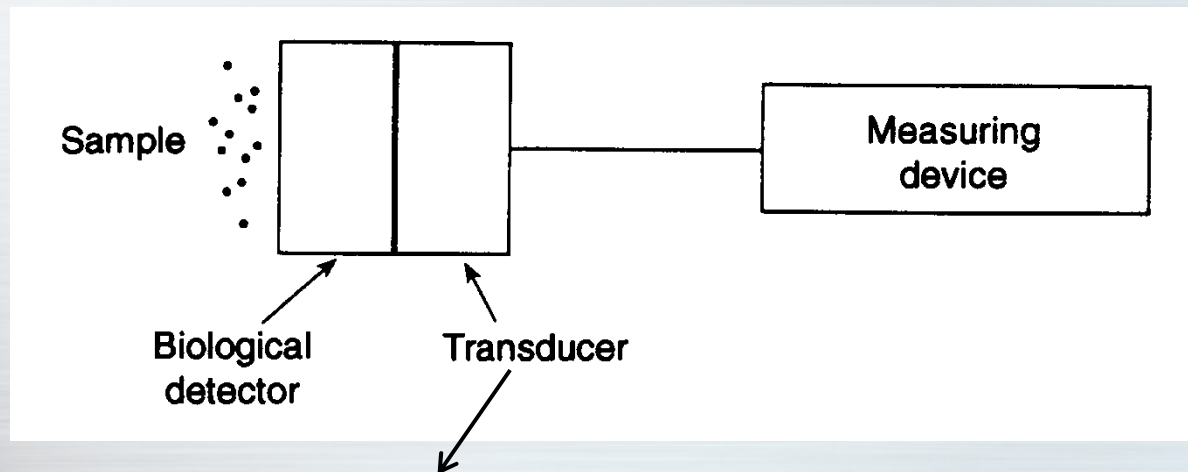 Sample
Measuring
device
Biological
detector
Transducer